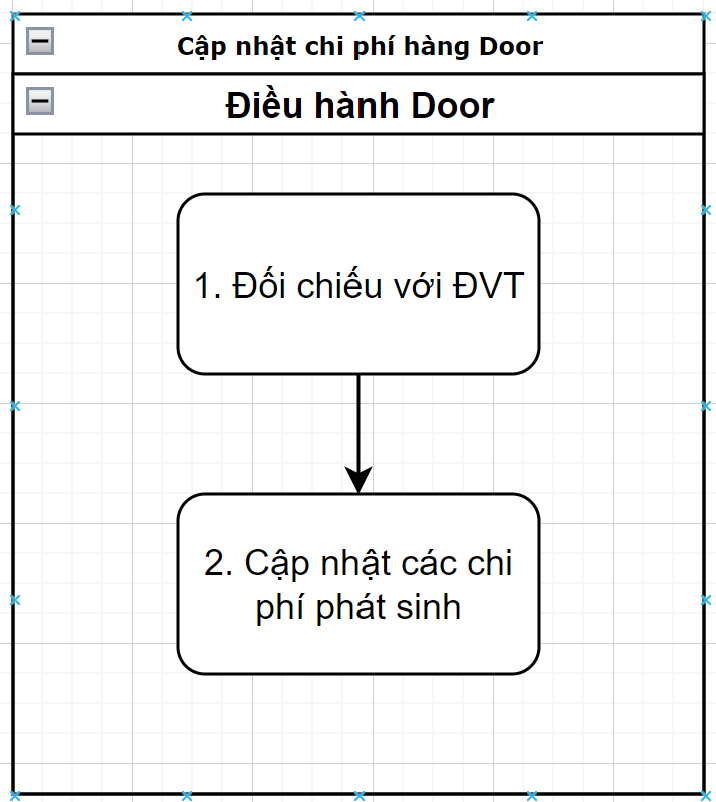 Cập nhật chi phí hàng Door
Điều hành Door
1. Đối chiếu với ĐVT
2. Cập nhật các chi
phí phát sinh